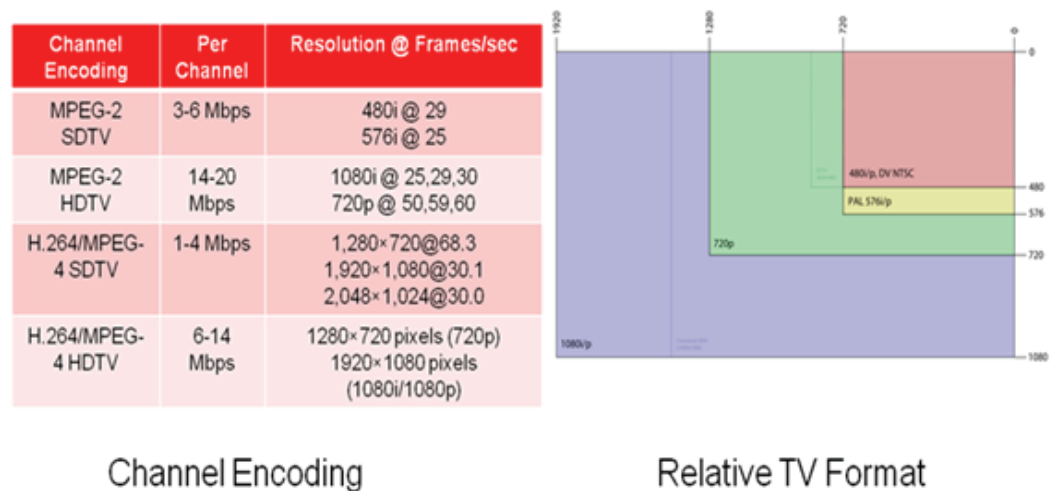 Channel Encoding
Per Channel
Resolution @ Frames/sec
MPEG-2 SDTV
3-6 Mbps
480i @ 29
576i @ 25
MPEG-2 HDTV
14-20 Mbps
1080i @ 25,29,30
720p @ 50,59,60
H.264/MPEG-4 SDTV
1-4 Mbps
1,280×720@68.3
1,920×1,080@30.1
2,048×1,024@30.0
H.264/MPEG-4 HDTV
6-14 Mbps
1280×720 pixels (720p)
1920×1080 pixels
(1080i/1080p)
Channel Encoding
1920
1280
720
0
0
480i/p, DV NTSC
480
PAL 576i/p
576
720p
720
1080i/p
1080
Relative TV Format